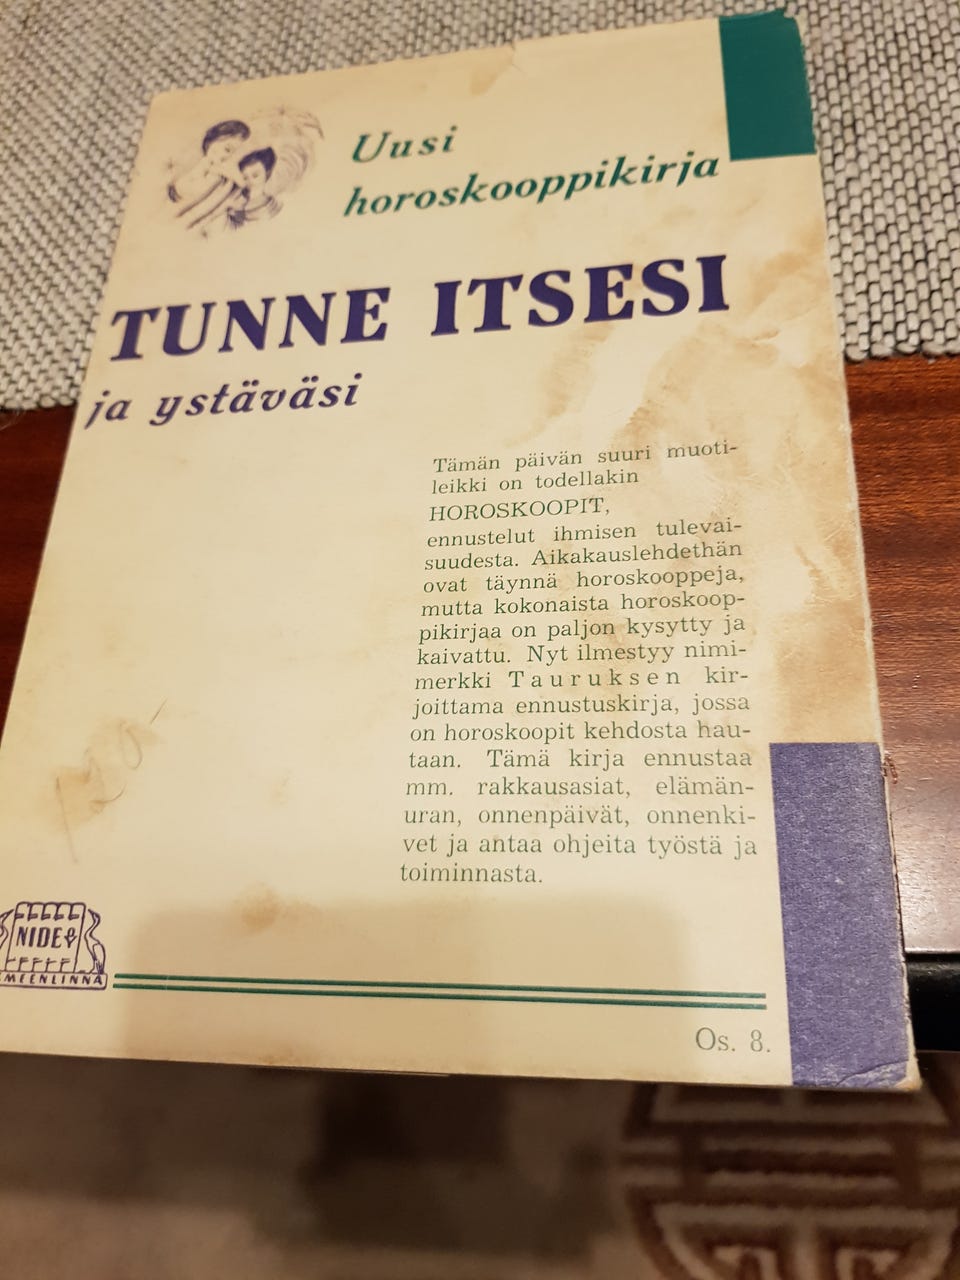 Uusi
horoskooppikirja
TUNNE ITSESI
ja ystäväsi
Tämän päivän suuri muoti-
leikki on todellakin
HOROSKOOPIT,
ennustelut ihmisen tulevai-
suudesta. Aikakauslehdethän
ovat täynnä horoskooppeja,
mutta kokonaista horoskoop-
pikirjaa on paljon kysytty ja
kaivattu. Nyt ilmestyy nimi-
merkki Tauruksen kir-
joittama ennustuskirja, jossa
on horoskoopit kehdosta hau-
taan. Tämä kirja ennustaa
mm. rakkausasiat, elämän-
uran, onnenpäivät, onnenki-
vet ja antaa ohjeita työstä ja
toiminnasta.
NIDE
MEENLINNA
Os. 8.